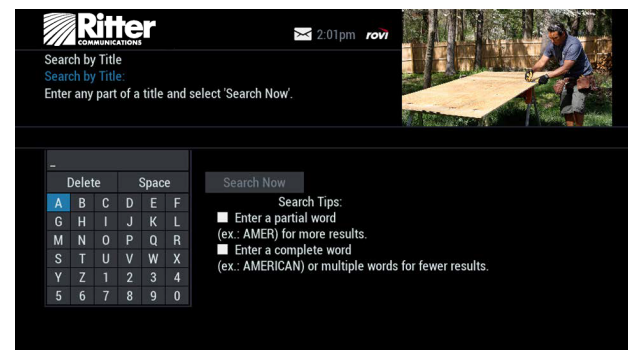 Ritter
COMMUNICATIONS
2:01pm rovi
Search by Title
Search by Title:
Enter any part of a title and select 'Search Now'.
_
Delete Space
Search Now
A B C D E F
G H I J K L
M N O P Q R
S T U V W X
Y Z 1 2 3 4
5 6 7 8 9 0
Search Tips:
Enter a partial word
(ex.: AMER) for more results.
Enter a complete word
(ex.: AMERICAN) or multiple words for fewer results.